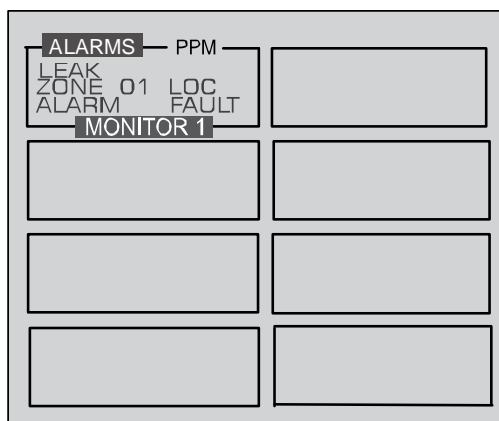 ALARMS PPM
LEAK
ZONE 01 LOC
ALARM FAULT
MONITOR 1